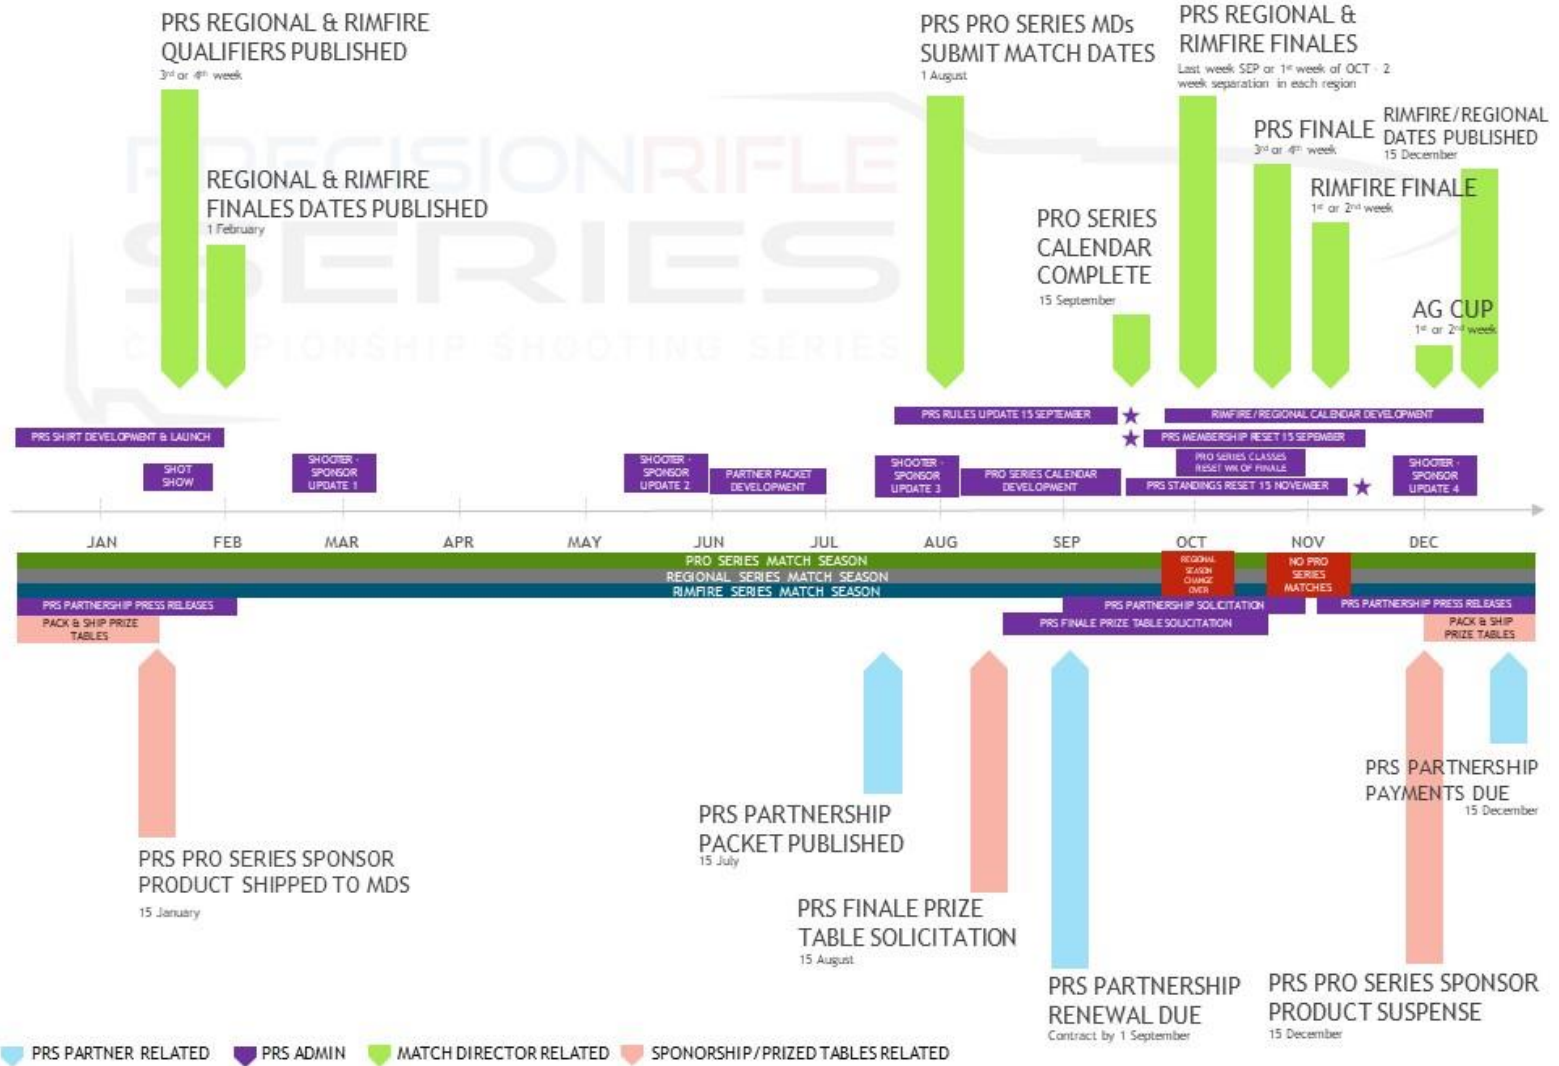 PRS REGIONAL & RIMFIRE
QUALIFIERS PUBLISHED
3rd or 4th week
PRS PRO SERIES MDs
SUBMIT MATCH DATES
1 August
PRS REGIONAL &
RIMFIRE FINALES
Last week SEP or 1st week of OCT - 2
week separation in each region
PRS FINALE
3rd or 4th week
RIMFIRE/REGIONAL
DATES PUBLISHED
15 December
REGIONAL & RIMFIRE
FINALES DATES PUBLISHED
1 February
RIMFIRE FINALE
1st or 2nd week
PRO SERIES
CALENDAR
COMPLETE
15 September
AG CUP
1st or 2nd week
PRECISIONRIFLE
SERIES
CHAMPIONSHIP SHOOTING SERIES
PRS RULES UPDATE 15 SEPTEMBER
RIMFIRE/REGIONAL CALENDAR DEVELOPMENT
PRS SHIRT DEVELOPMENT & LAUNCH
PRS MEMBERSHIP RESET 15 SEPEMBER
SHOT
SHOW
SHOOTER -
SPONSOR
UPDATE 1
SHOOTER -
SPONSOR
UPDATE 2
PARTNER PACKET
DEVELOPMENT
SHOOTER -
SPONSOR
UPDATE 3
PRO SERIES CALENDAR
DEVELOPMENT
PRO SERIES CLASSES
RESET WK OF FINALE
PRS STANDINGS RESET 15 NOVEMBER
SHOOTER -
SPONSOR
UPDATE 4
JAN FEB MAR APR MAY JUN JUL AUG SEP OCT NOV DEC
PRO SERIES MATCH SEASON
REGIONAL SERIES MATCH SEASON
RIMFIRE SERIES MATCH SEASON
REGIONAL
SEASON
CHANGE
OVER
NO PRO
SERIES
MATCHES
PRS PARTNERSHIP PRESS RELEASES
PRS PARTNERSHIP SOLICITATION
PRS PARTNERSHIP PRESS RELEASES
PACK & SHIP PRIZE
TABLES
PRS FINALE PRIZE TABLE SOLICITATION
PACK & SHIP
PRIZE TABLES
PRS PARTNERSHIP
PAYMENTS DUE
15 December
PRS PARTNERSHIP
PACKET PUBLISHED
15 July
PRS PRO SERIES SPONSOR
PRODUCT SHIPPED TO MDS
15 January
PRS FINALE PRIZE
TABLE SOLICITATION
15 August
PRS PARTNERSHIP
RENEWAL DUE
Contract by 1 September
PRS PRO SERIES SPONSOR
PRODUCT SUSPENSE
15 December
PRS PARTNER RELATED
PRS ADMIN
MATCH DIRECTOR RELATED
SPONORSHIP/PRIZED TABLES RELATED